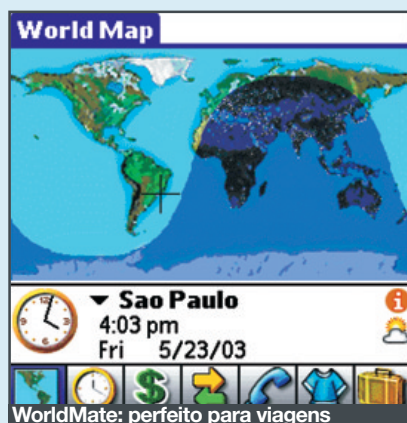 World Map
Sao Paulo
4:03 pm
Fri 5/23/03
WorldMate: perfeito para viagens